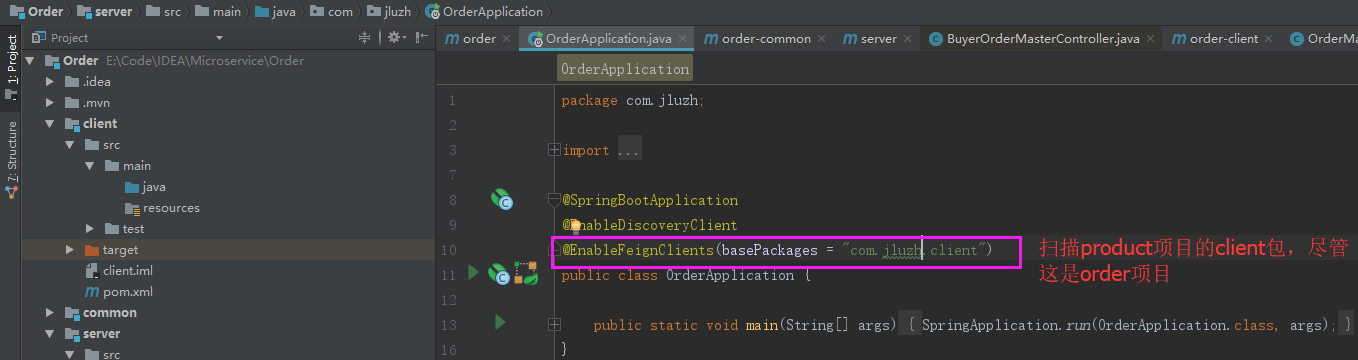 Order server src main java com jluzh OrderApplication
1: Project
7: Structure
Project
Order E:\Code\IDEA\Microservice\Order
.idea
.mvn
client
src
main
java
resources
test
target
client.iml
pom.xml
common
server
src
order OrderApplication.java order-common server BuyerOrderMasterController.java order-client OrderMa
OrderApplication
1 package com.jluzh;
2
3 import ...
7
8 @SpringBootApplication
9 @EnableDiscoveryClient
10 @EnableFeignClients(basePackages = "com.jluzh.client")
11 public class OrderApplication {
12
13 public static void main(String[] args) { SpringApplication.run(OrderApplication.class, args); }
16 }
扫描product项目的client包，尽管
这是order项目